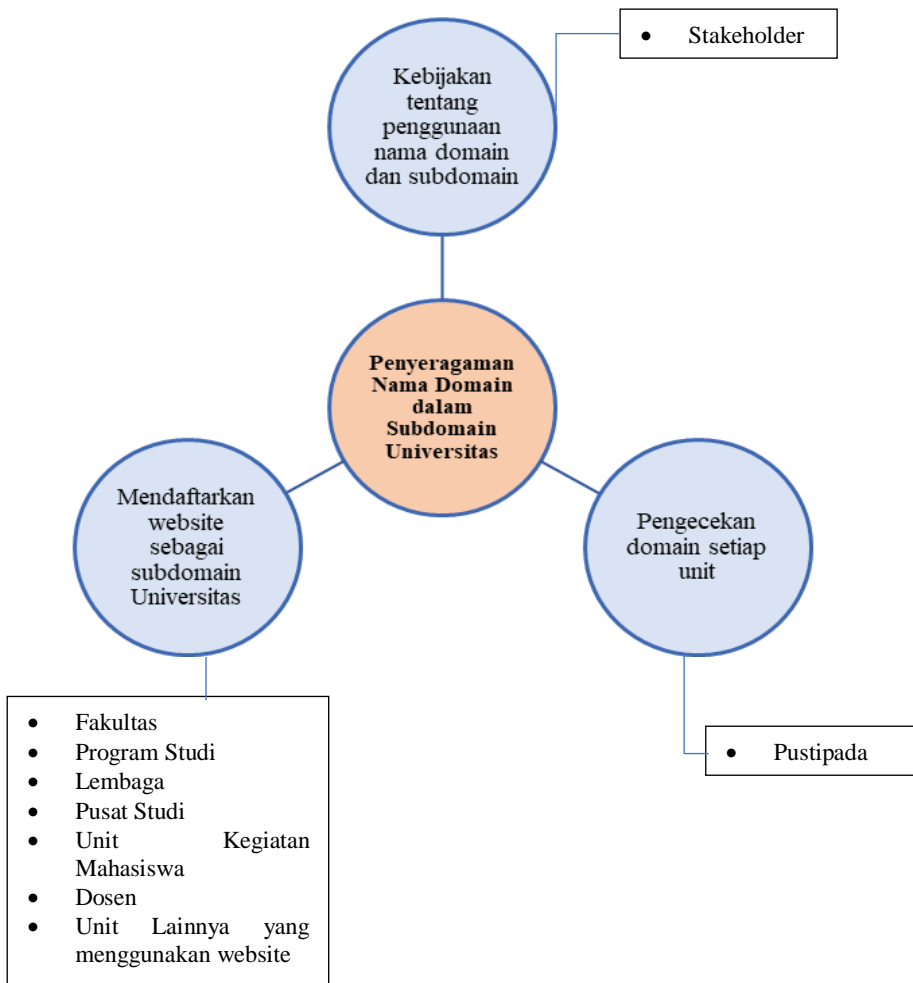 • Stakeholder
Kebijakan
tentang
penggunaan
nama domain
dan subdomain
Penyeragaman
Nama Domain
dalam
Subdomain
Universitas
Mendaftarkan
website
sebagai
subdomain
Universitas
Pengecekan
domain setiap
unit
• Fakultas
• Program Studi
• Lembaga
• Pusat Studi
• Unit Kegiatan
Mahasiswa
• Dosen
• Unit Lainnya yang
menggunakan website
• Pustipada